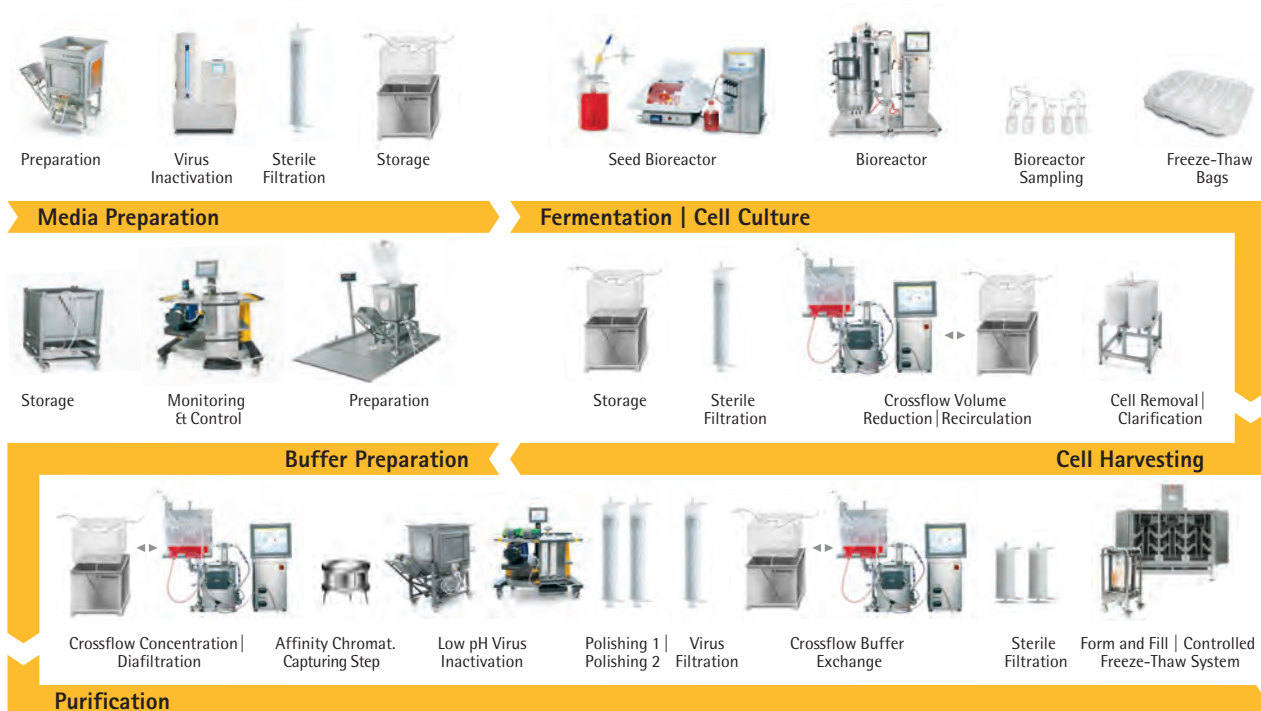 Preparation
Virus
Inactivation
Sterile
Filtration
Storage
Seed Bioreactor
Bioreactor
Bioreactor
Sampling
Freeze-Thaw
Bags
Media Preparation
Fermentation | Cell Culture
Storage
Monitoring
& Control
Preparation
Storage
Sterile
Filtration
Crossflow Volume
Reduction | Recirculation
Cell Removal |
Clarification
Buffer Preparation
Cell Harvesting
Crossflow Concentration |
Diafiltration
Affinity Chromat.
Capturing Step
Low pH Virus
Inactivation
Polishing 1 |
Polishing 2
Virus
Filtration
Crossflow Buffer
Exchange
Sterile
Filtration
Form and Fill | Controlled
Freeze-Thaw System
Purification